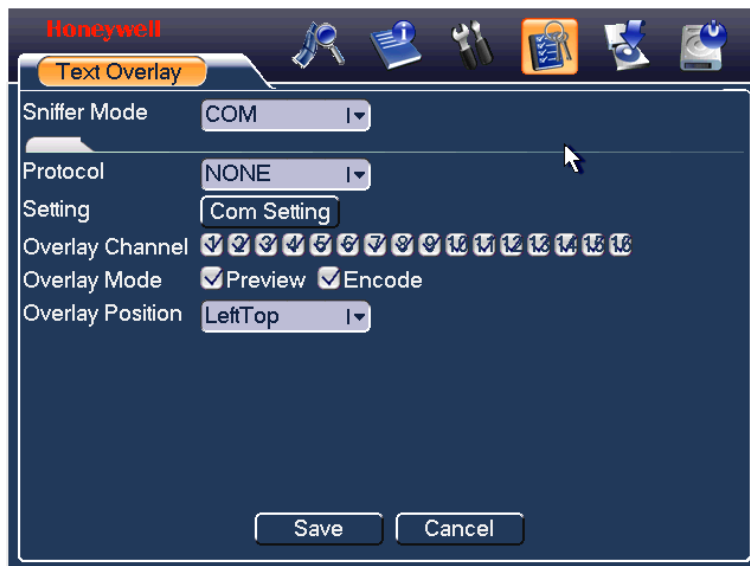 Honeywell
Text Overlay
Sniffer Mode COM
Protocol NONE
Setting Com Setting
Overlay Channel 1 2 3 4 5 6 7 8 9 10 11 12 13 14 15 16
Overlay Mode Preview Encode
Overlay Position LeftTop
Save Cancel